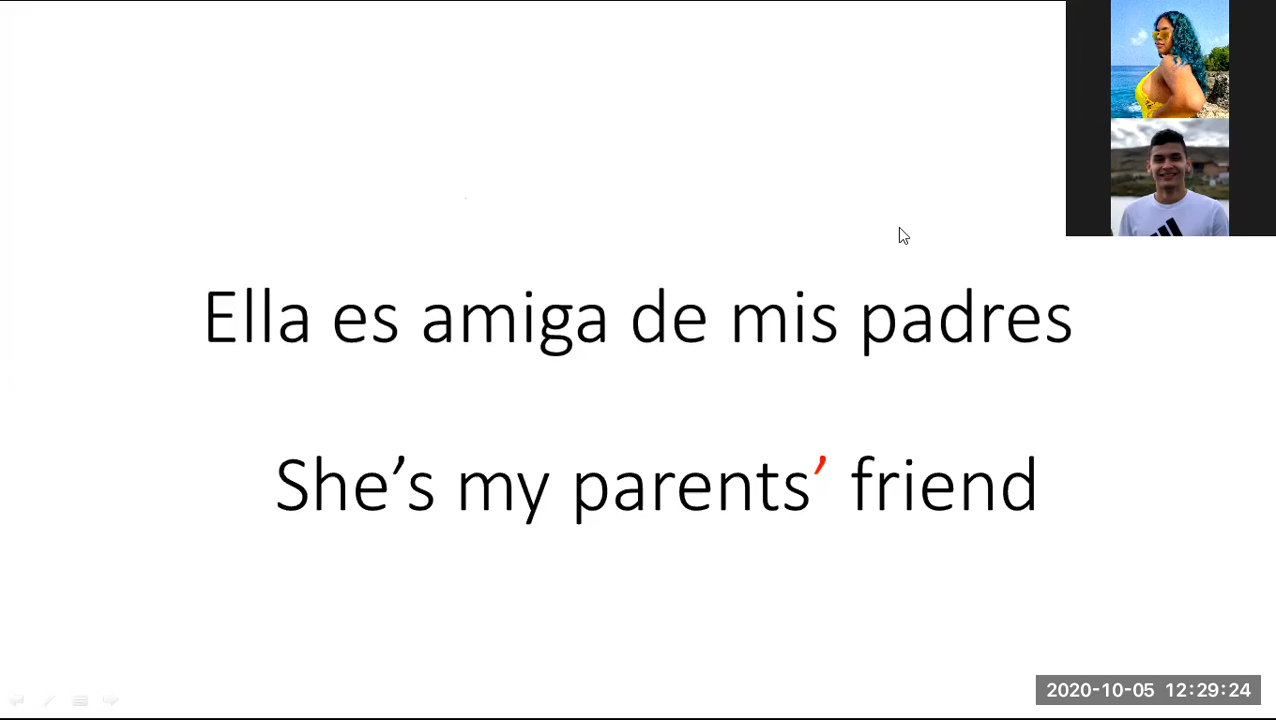 Ella es amiga de mis padres
She’s my parents’ friend
2020-10-05 12:29:24